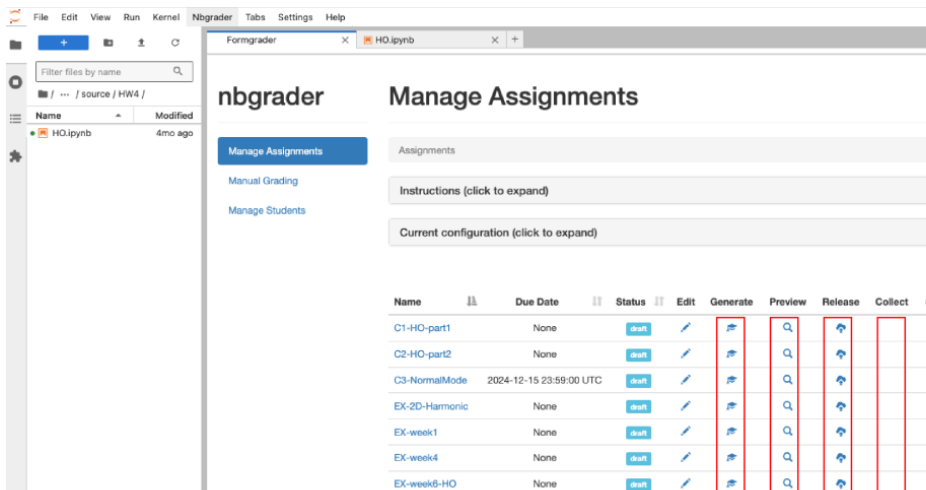 File Edit View Run Kernel Nbgrader Tabs Settings Help
Formgrader
HO.ipynb
Filter files by name
/ ··· / source / HW4 /
Name Modified
HO.ipynb 4mo ago
nbgrader
Manage Assignments
Manual Grading
Manage Students
Manage Assignments
Assignments
Instructions (click to expand)
Current configuration (click to expand)
Name Due Date Status Edit Generate Preview Release Collect
C1-HO-part1 None draft
C2-HO-part2 None draft
C3-NormalMode 2024-12-15 23:59:00 UTC draft
EX-2D-Harmonic None draft
EX-week1 None draft
EX-week4 None draft
EX-week6-HO None draft